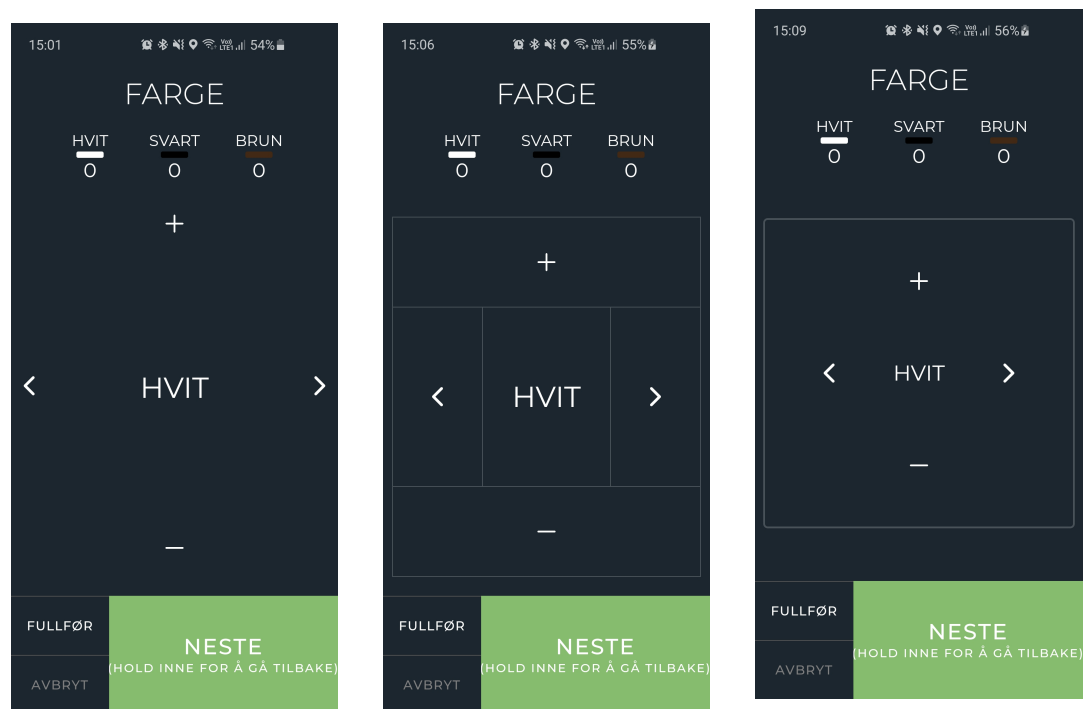 15:01 54%
FARGE
HVIT SVART BRUN
0 0 0
+
< HVIT >
−
FULLFØR
NESTE
(HOLD INNE FOR Å GÅ TILBAKE)
AVBRYT
15:06 55%
FARGE
HVIT SVART BRUN
0 0 0
+
< HVIT >
−
FULLFØR
NESTE
(HOLD INNE FOR Å GÅ TILBAKE)
AVBRYT
15:09 56%
FARGE
HVIT SVART BRUN
0 0 0
+
< HVIT >
−
FULLFØR
NESTE
(HOLD INNE FOR Å GÅ TILBAKE)
AVBRYT